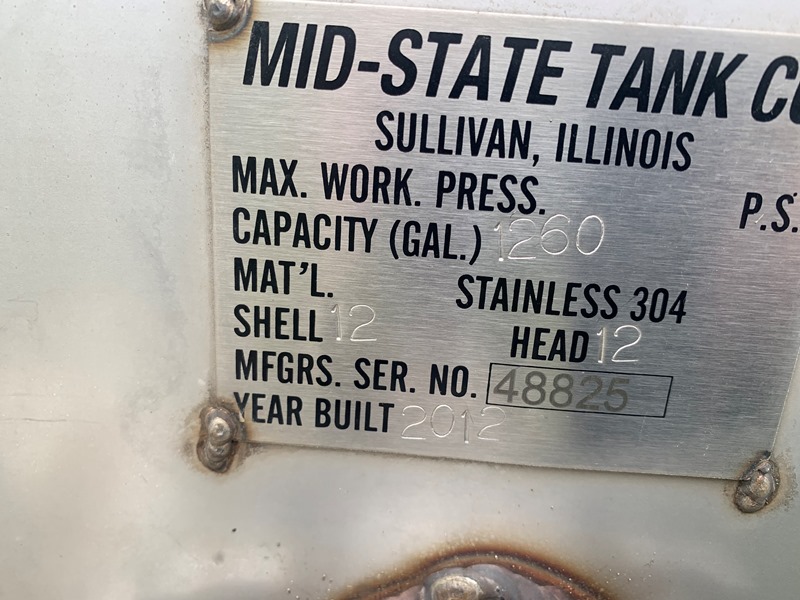 MID-STATE TANK CO
SULLIVAN, ILLINOIS
MAX. WORK. PRESS. P.S.
CAPACITY (GAL.) 1260
MAT'L. STAINLESS 304
SHELL 12 HEAD 12
MFGRS. SER. NO. 48825
YEAR BUILT 2012